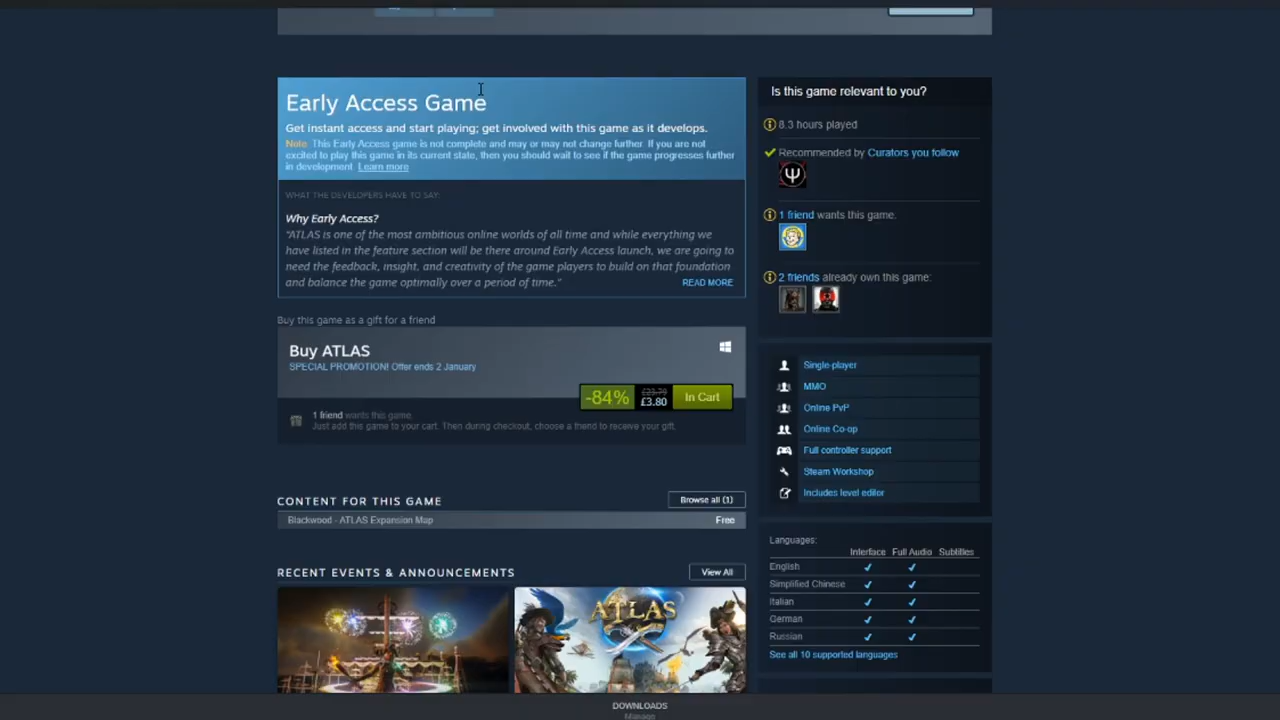 Early Access Game
Get instant access and start playing; get involved with this game as it develops.
Note: This Early Access game is not complete and may or may not change further. If you are not
excited to play this game in its current state, then you should wait to see if the game progresses further
in development. Learn more
WHAT THE DEVELOPERS HAVE TO SAY:
Why Early Access?
“ATLAS is one of the most ambitious online worlds of all time and while everything we
have listed in the feature section will be there around Early Access launch, we are going to
need the feedback, insight, and creativity of the game players to build on that foundation
and balance the game optimally over a period of time.”
READ MORE
Buy this game as a gift for a friend
Buy ATLAS
SPECIAL PROMOTION! Offer ends 2 January
-84%
£23.79
£3.80
In Cart
1 friend wants this game.
Just add this game to your cart. Then during checkout, choose a friend to receive your gift.
CONTENT FOR THIS GAME
Browse all (1)
Blackwood - ATLAS Expansion Map
Free
RECENT EVENTS & ANNOUNCEMENTS
View All
ATLAS
Is this game relevant to you?
8.3 hours played
Recommended by Curators you follow
1 friend wants this game.
2 friends already own this game:
Single-player
MMO
Online PvP
Online Co-op
Full controller support
Steam Workshop
Includes level editor
Languages:
Interface Full Audio Subtitles
English
Simplified Chinese
Italian
German
Russian
See all 10 supported languages
DOWNLOADS
Manage